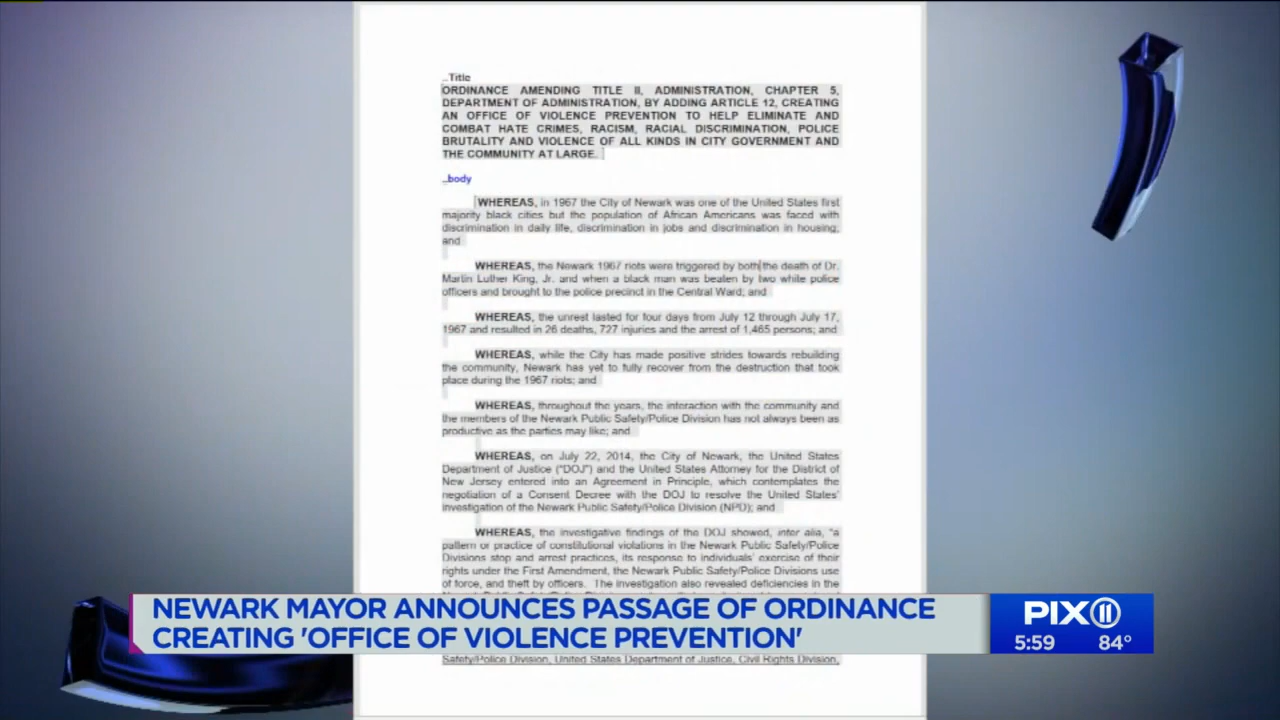 ..Title
ORDINANCE AMENDING TITLE II, ADMINISTRATION, CHAPTER 5,
DEPARTMENT OF ADMINISTRATION, BY ADDING ARTICLE 12, CREATING
AN OFFICE OF VIOLENCE PREVENTION TO HELP ELIMINATE AND
COMBAT HATE CRIMES, RACISM, RACIAL DISCRIMINATION, POLICE
BRUTALITY AND VIOLENCE OF ALL KINDS IN CITY GOVERNMENT AND
THE COMMUNITY AT LARGE.
..body
WHEREAS, in 1967 the City of Newark was one of the United States first
majority black cities but the population of African Americans was faced with
discrimination in daily life, discrimination in jobs and discrimination in housing,
and
WHEREAS, the Newark 1967 riots were triggered by both the death of Dr.
Martin Luther King, Jr. and when a black man was beaten by two white police
officers and brought to the police precinct in the Central Ward; and
WHEREAS, the unrest lasted for four days from July 12 through July 17,
1967 and resulted in 26 deaths, 727 injuries and the arrest of 1,465 persons; and
WHEREAS, while the City has made positive strides towards rebuilding
the community, Newark has yet to fully recover from the destruction that took
place during the 1967 riots; and
WHEREAS, throughout the years, the interaction with the community and
the members of the Newark Public Safety/Police Division has not always been as
productive as the parties may like; and
WHEREAS, on July 22, 2014, the City of Newark, the United States
Department of Justice ("DOJ") and the United States Attorney for the District of
New Jersey entered into an Agreement in Principle, which contemplates the
negotiation of a Consent Decree with the DOJ to resolve the United States'
investigation of the Newark Public Safety/Police Division (NPD); and
WHEREAS, the investigative findings of the DOJ showed, inter alia, "a
pattern or practice of constitutional violations in the Newark Public Safety/Police
Divisions stop and arrest practices, its response to individuals' exercise of their
rights under the First Amendment, the Newark Public Safety/Police Divisions use
of force, and theft by officers. The investigation also revealed deficiencies in the
NEWARK MAYOR ANNOUNCES PASSAGE OF ORDINANCE
CREATING 'OFFICE OF VIOLENCE PREVENTION'
PIX 11
5:59 84°
Safety/Police Division, United States Department of Justice, Civil Rights Division,